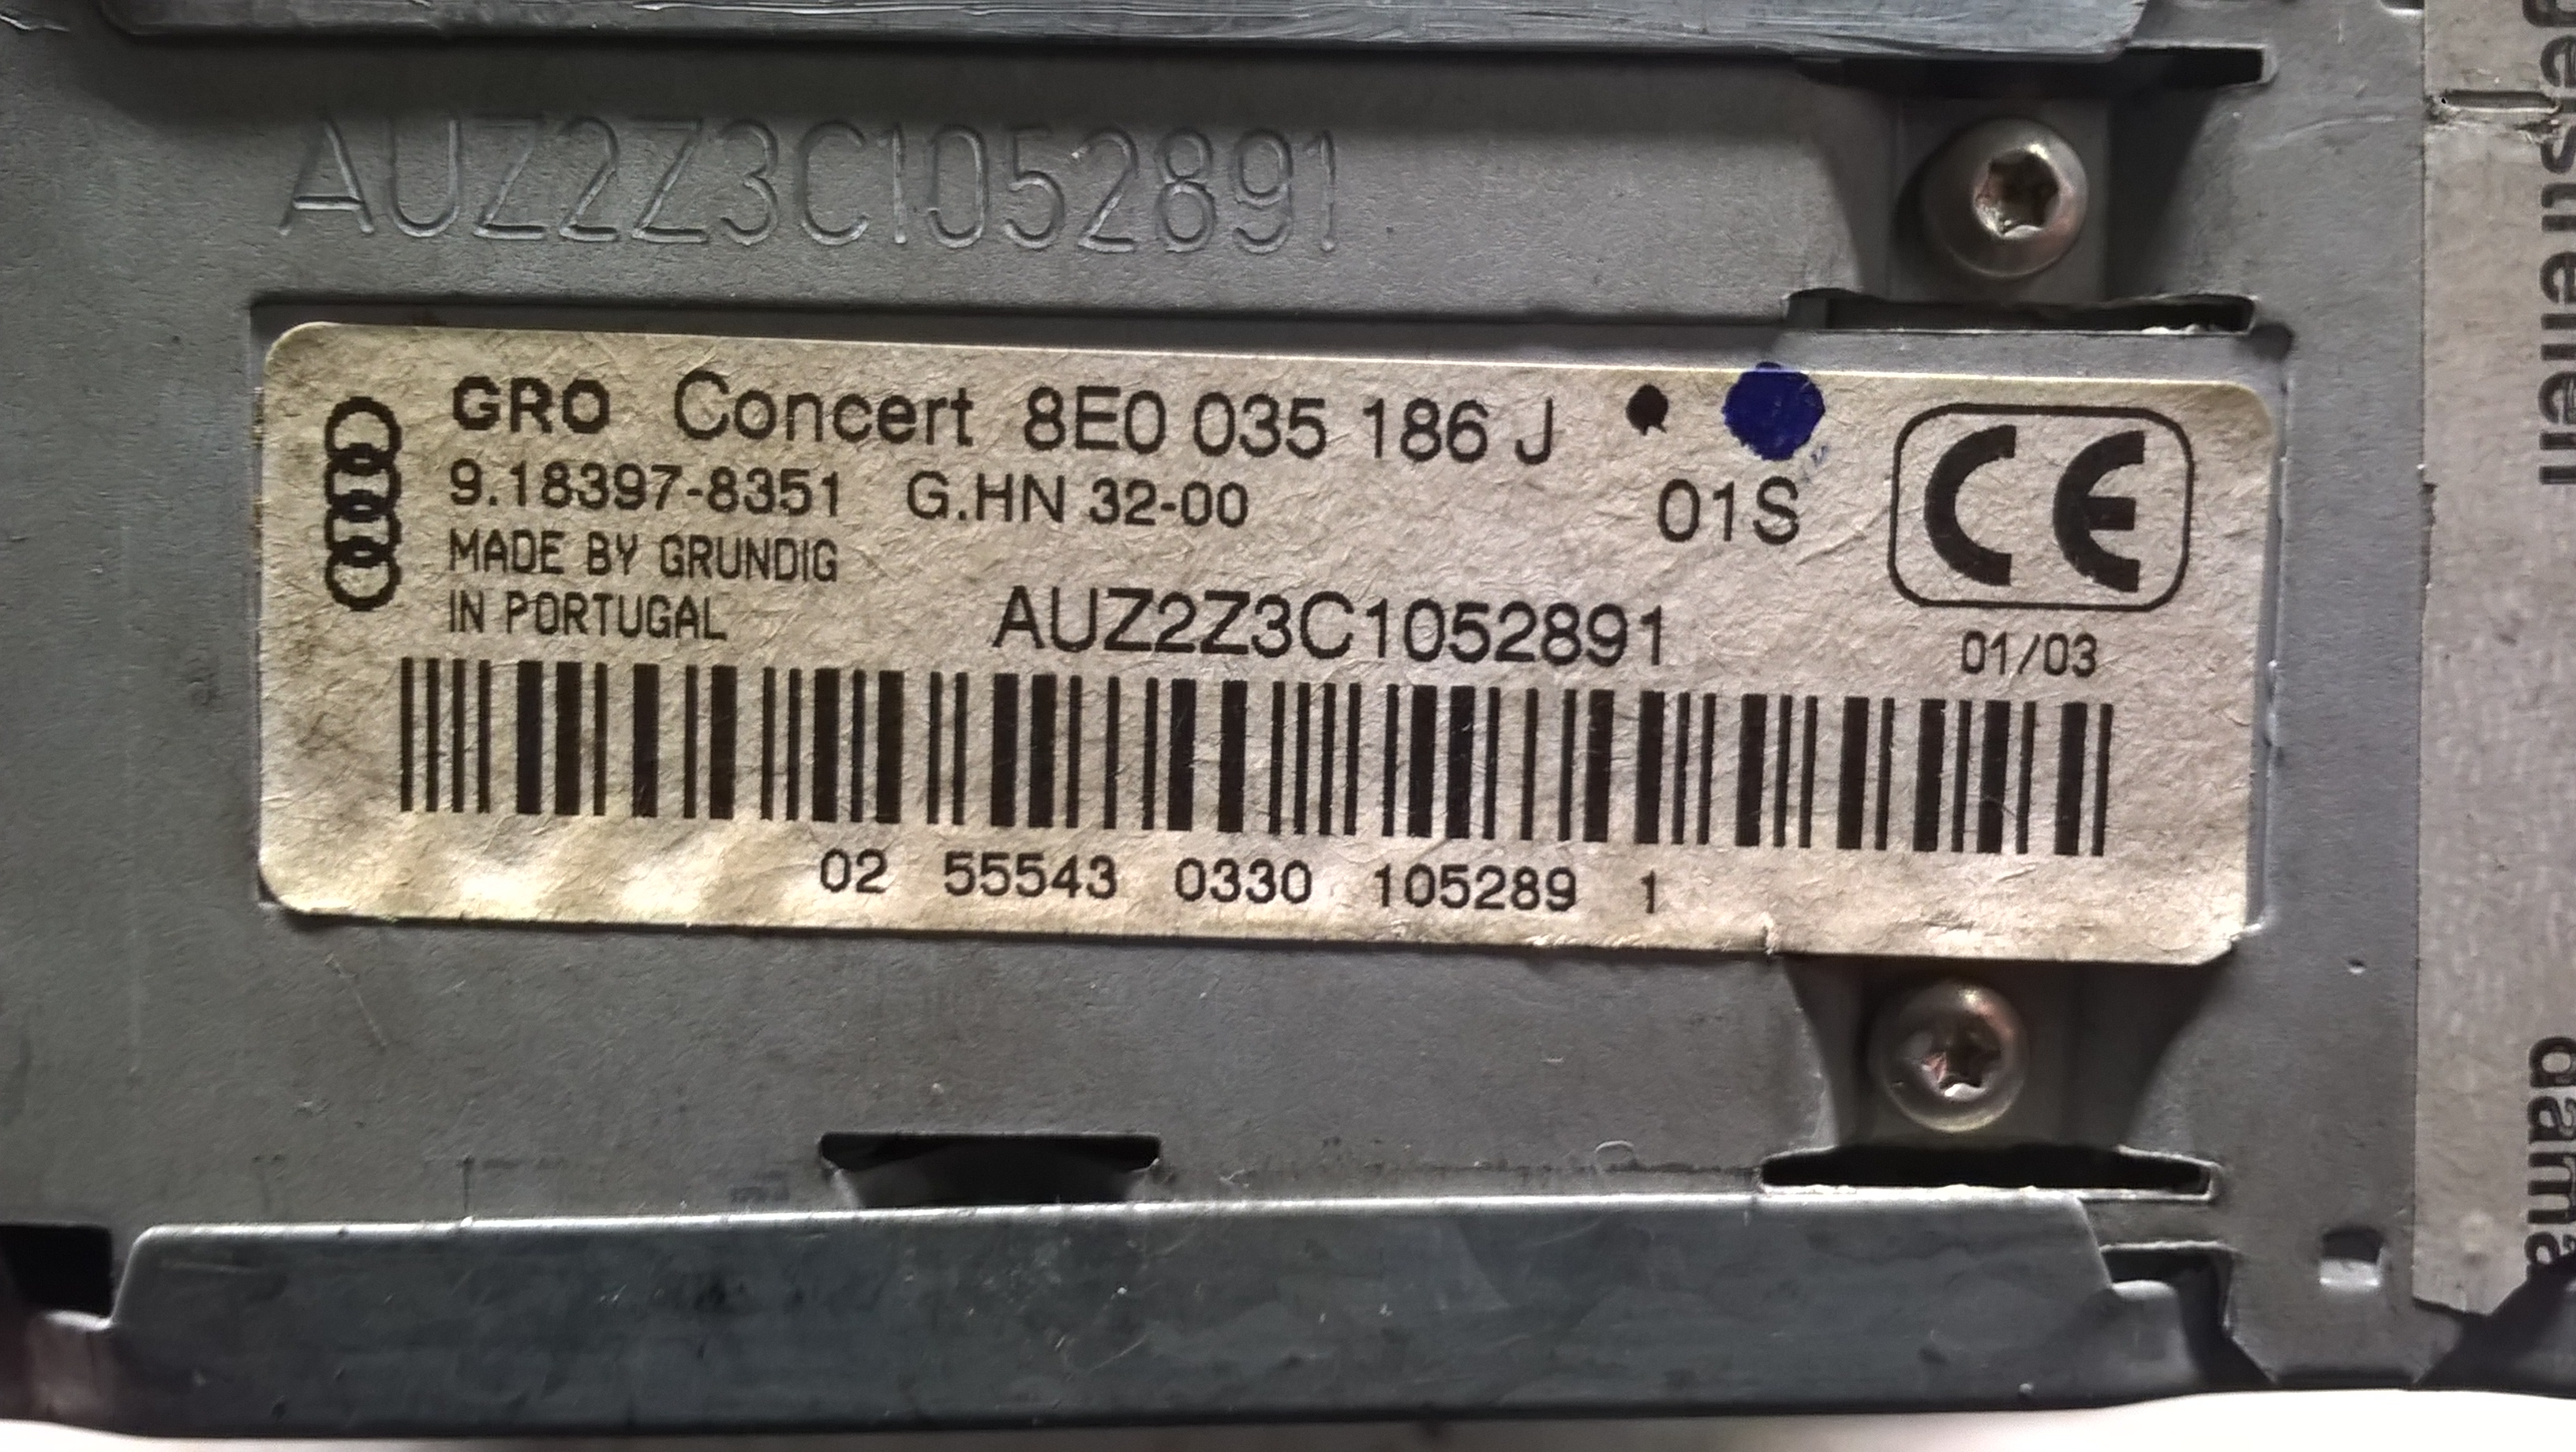 AUZ2Z3C1052891
GRO Concert 8E0 035 186 J
9.18397-8351 G.HN 32-00
01S
CE
MADE BY GRUNDIG
IN PORTUGAL
AUZ2Z3C1052891
01/03
02 55543 0330 105289 1